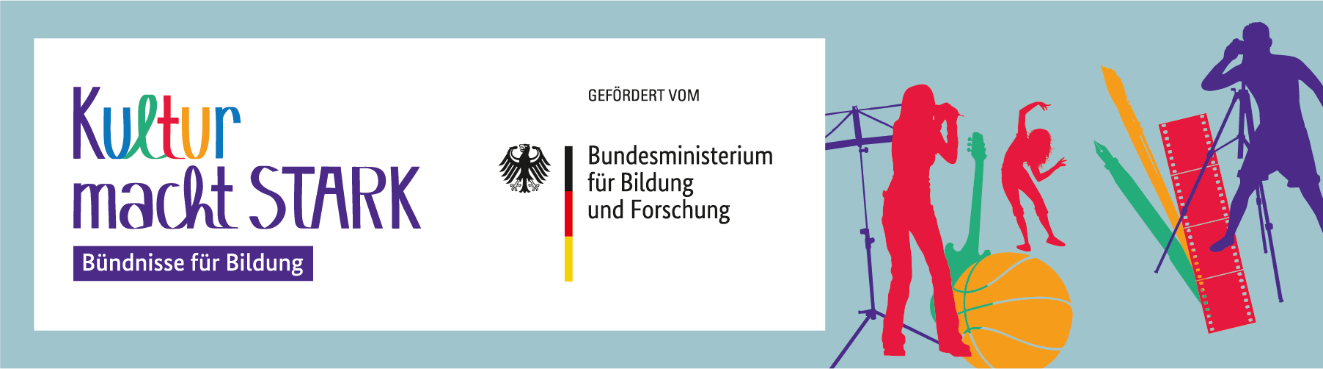 Kultur
macht STARK
Bündnisse für Bildung
GEFÖRDERT VOM
Bundesministerium
für Bildung
und Forschung